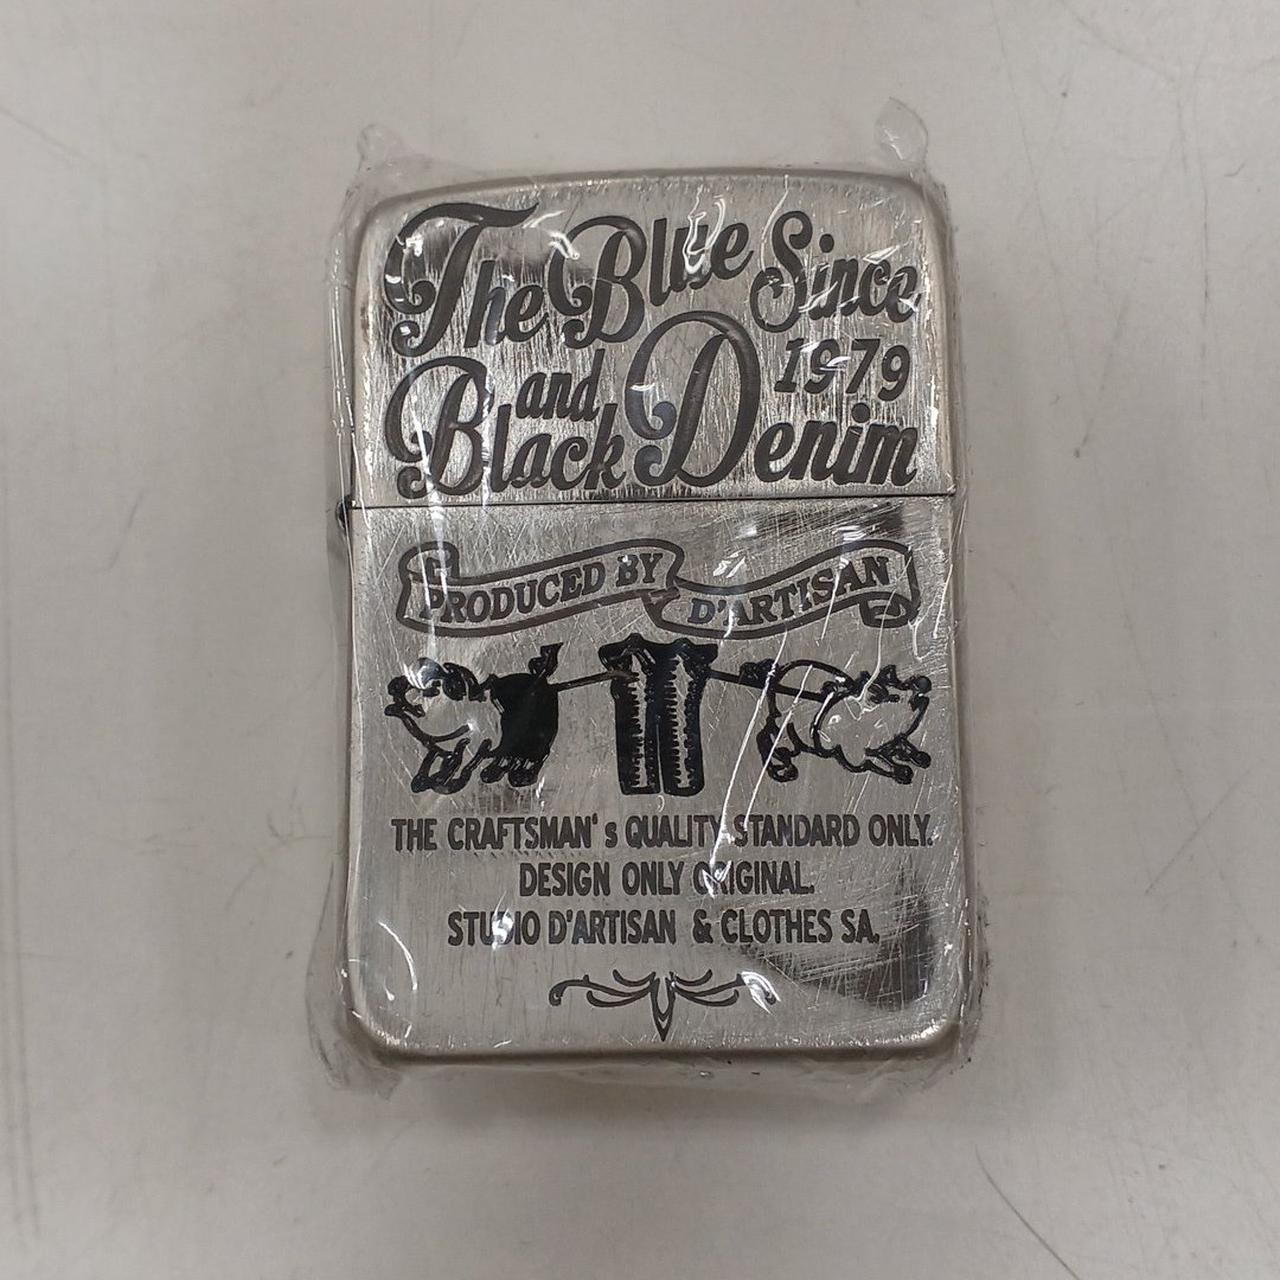 The Blue Since
and 1979
Black Denim
PRODUCED BY D'ARTISAN
THE CRAFTSMAN's QUALITY STANDARD ONLY.
DESIGN ONLY ORIGINAL.
STUDIO D'ARTISAN & CLOTHES SA,